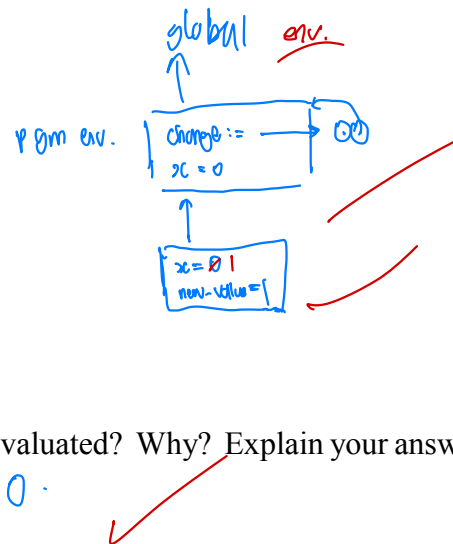 global env.
pgm env.
change :=
x = 0
x = 0 1
new-value = 1
valuated? Why? Explain your answ
0.